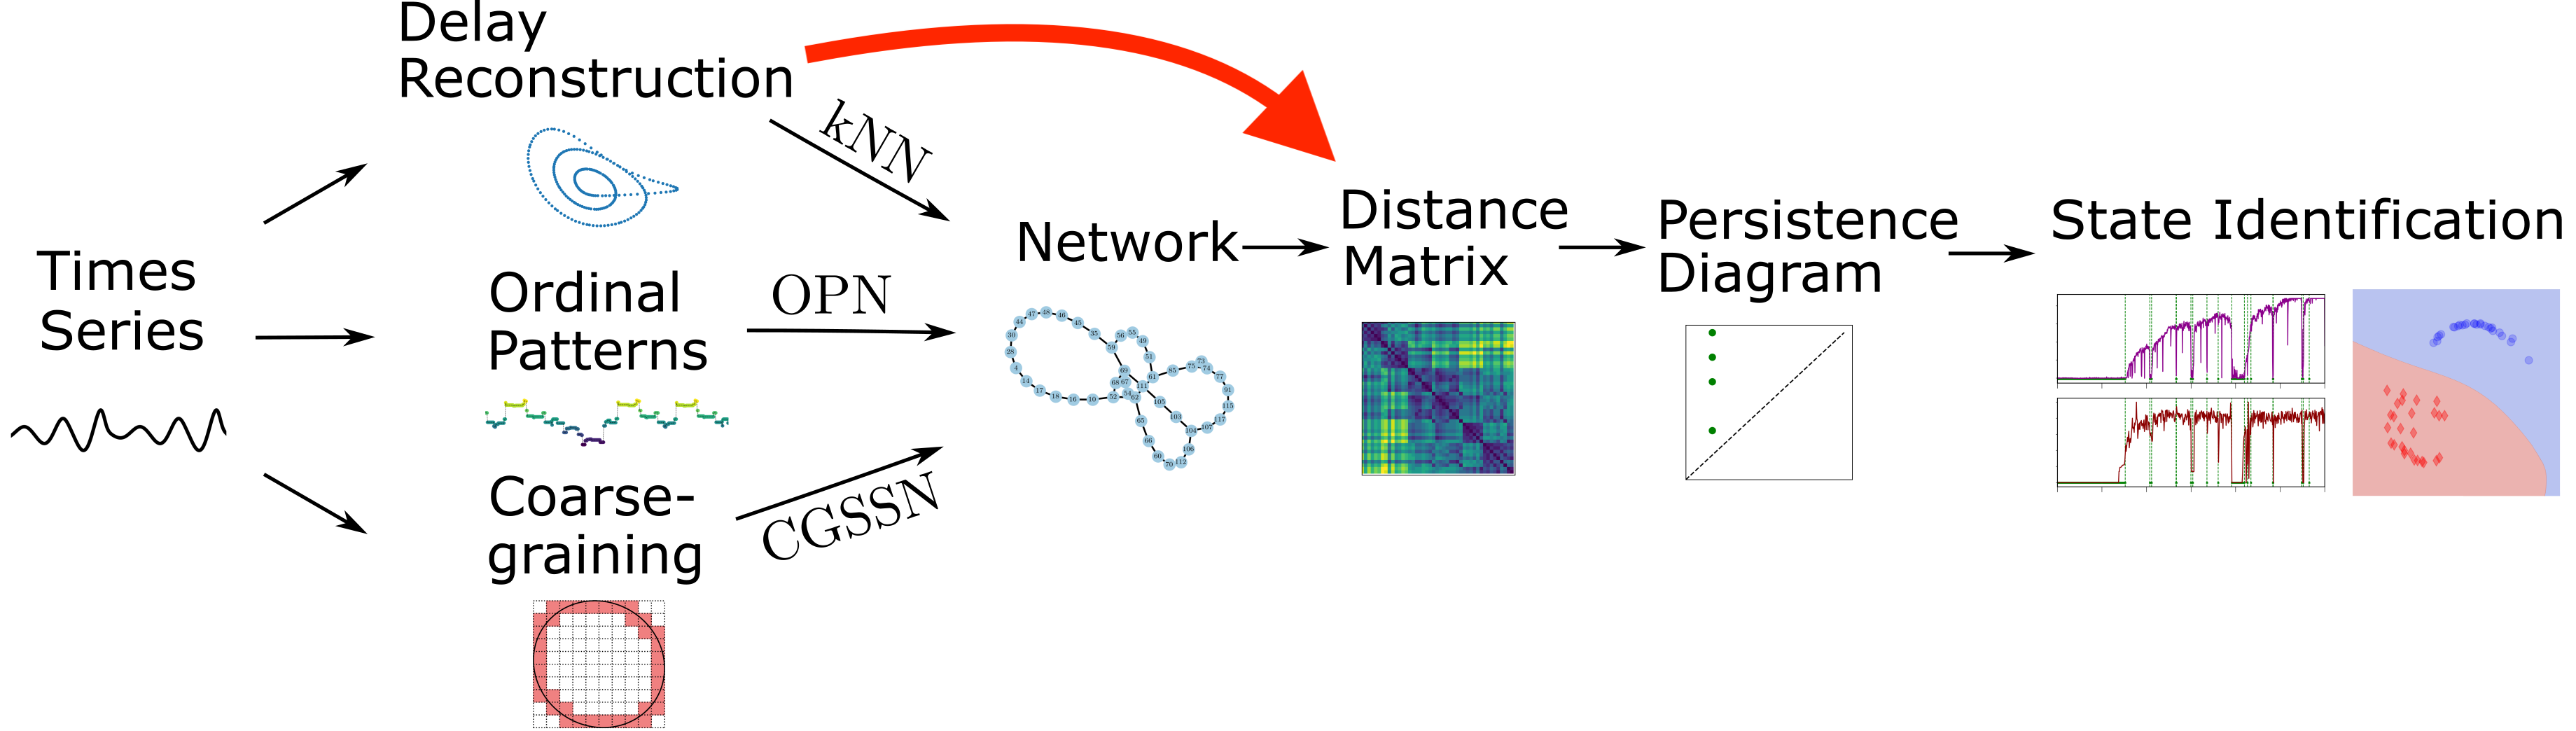 Delay
Reconstruction
kNN
Times
Series
Ordinal
Patterns
OPN
Coarse-
graining
CGSSN
Network
Distance
Matrix
Persistence
Diagram
State Identification